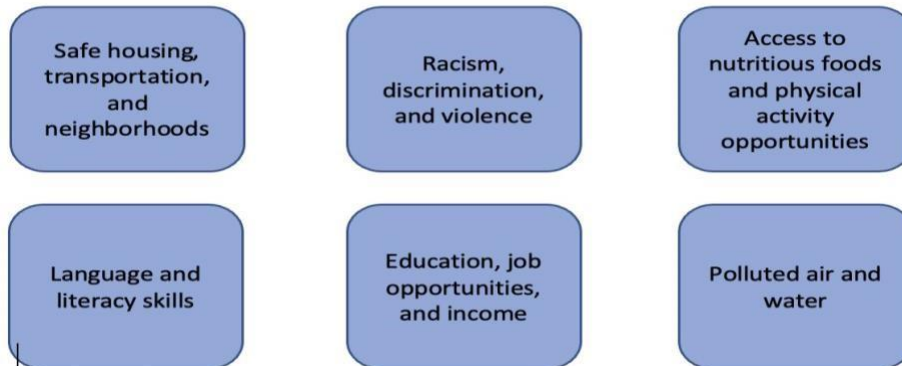 Safe housing,
transportation,
and
neighborhoods
Racism,
discrimination,
and violence
Access to
nutritious foods
and physical
activity
opportunities
Language and
literacy skills
Education, job
opportunities,
and income
Polluted air and
water